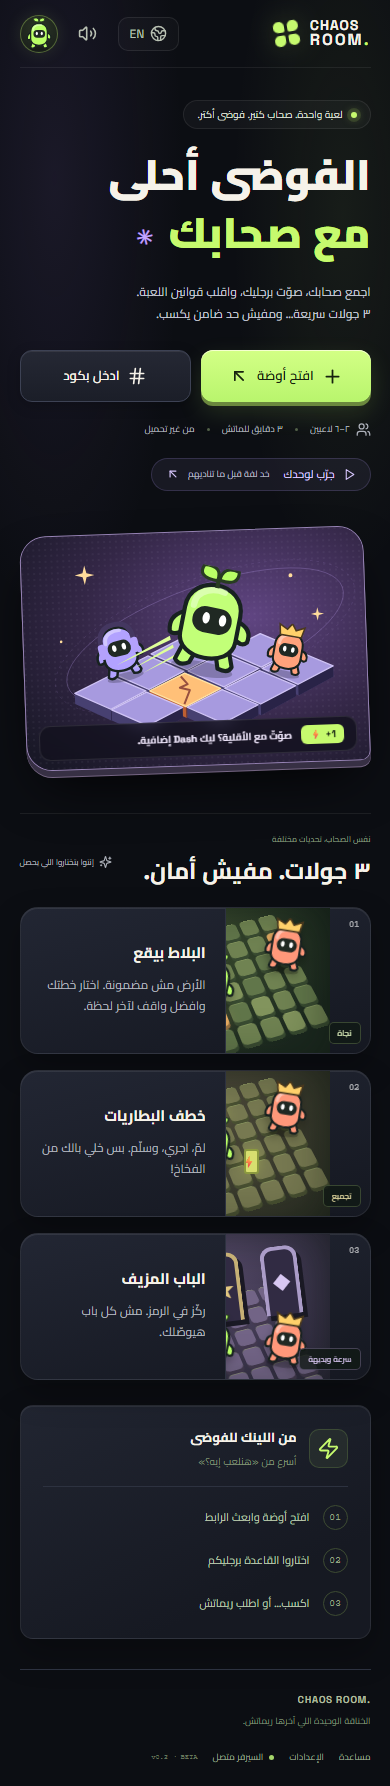 CHAOS
ROOM.
EN
لعبة واحدة. صحاب كتير. فوضى أكتر.
الفوضى أحلى
مع صحابك
اجمع صحابك، صوّت برجليك، واقلب قوانين اللعبة.
٣ جولات سريعة... ومفيش حد ضامن يكسب.
افتح أوضة
ادخل بكود
٢–٦ لاعبين • ٣ دقايق للماتش • من غير تحميل
جرّب لوحدك
خد لفة قبل ما تناديهم
+1
صوّتّ مع الأقلية؟ ليك Dash إضافية.
نفس الصحاب، تحديات مختلفة
٣ جولات. مفيش أمان.
إنتوا بتختاروا اللي يحصل
01
نجاة
البلاط بيقع
الأرض مش مضمونة. اختار خطتك
وافضل واقف لآخر لحظة.
02
تجميع
خطف البطاريات
لمّ، اجري، وسلّم. بس خلي بالك من
الفخاخ!
03
سرعة وبديهة
الباب المزيف
ركّز في الرمز. مش كل باب
هيوصّلك.
من اللينك للفوضى
أسرع من «هنلعب إيه؟»
01
افتح أوضة وابعت الرابط
02
اختاروا القاعدة برجليكم
03
اكسب... أو اطلب ريماتش
CHAOS ROOM.
الخناقة الوحيدة اللي آخرها ريماتش.
مساعدة
الإعدادات
السيرفر متصل
v0.2 · BETA